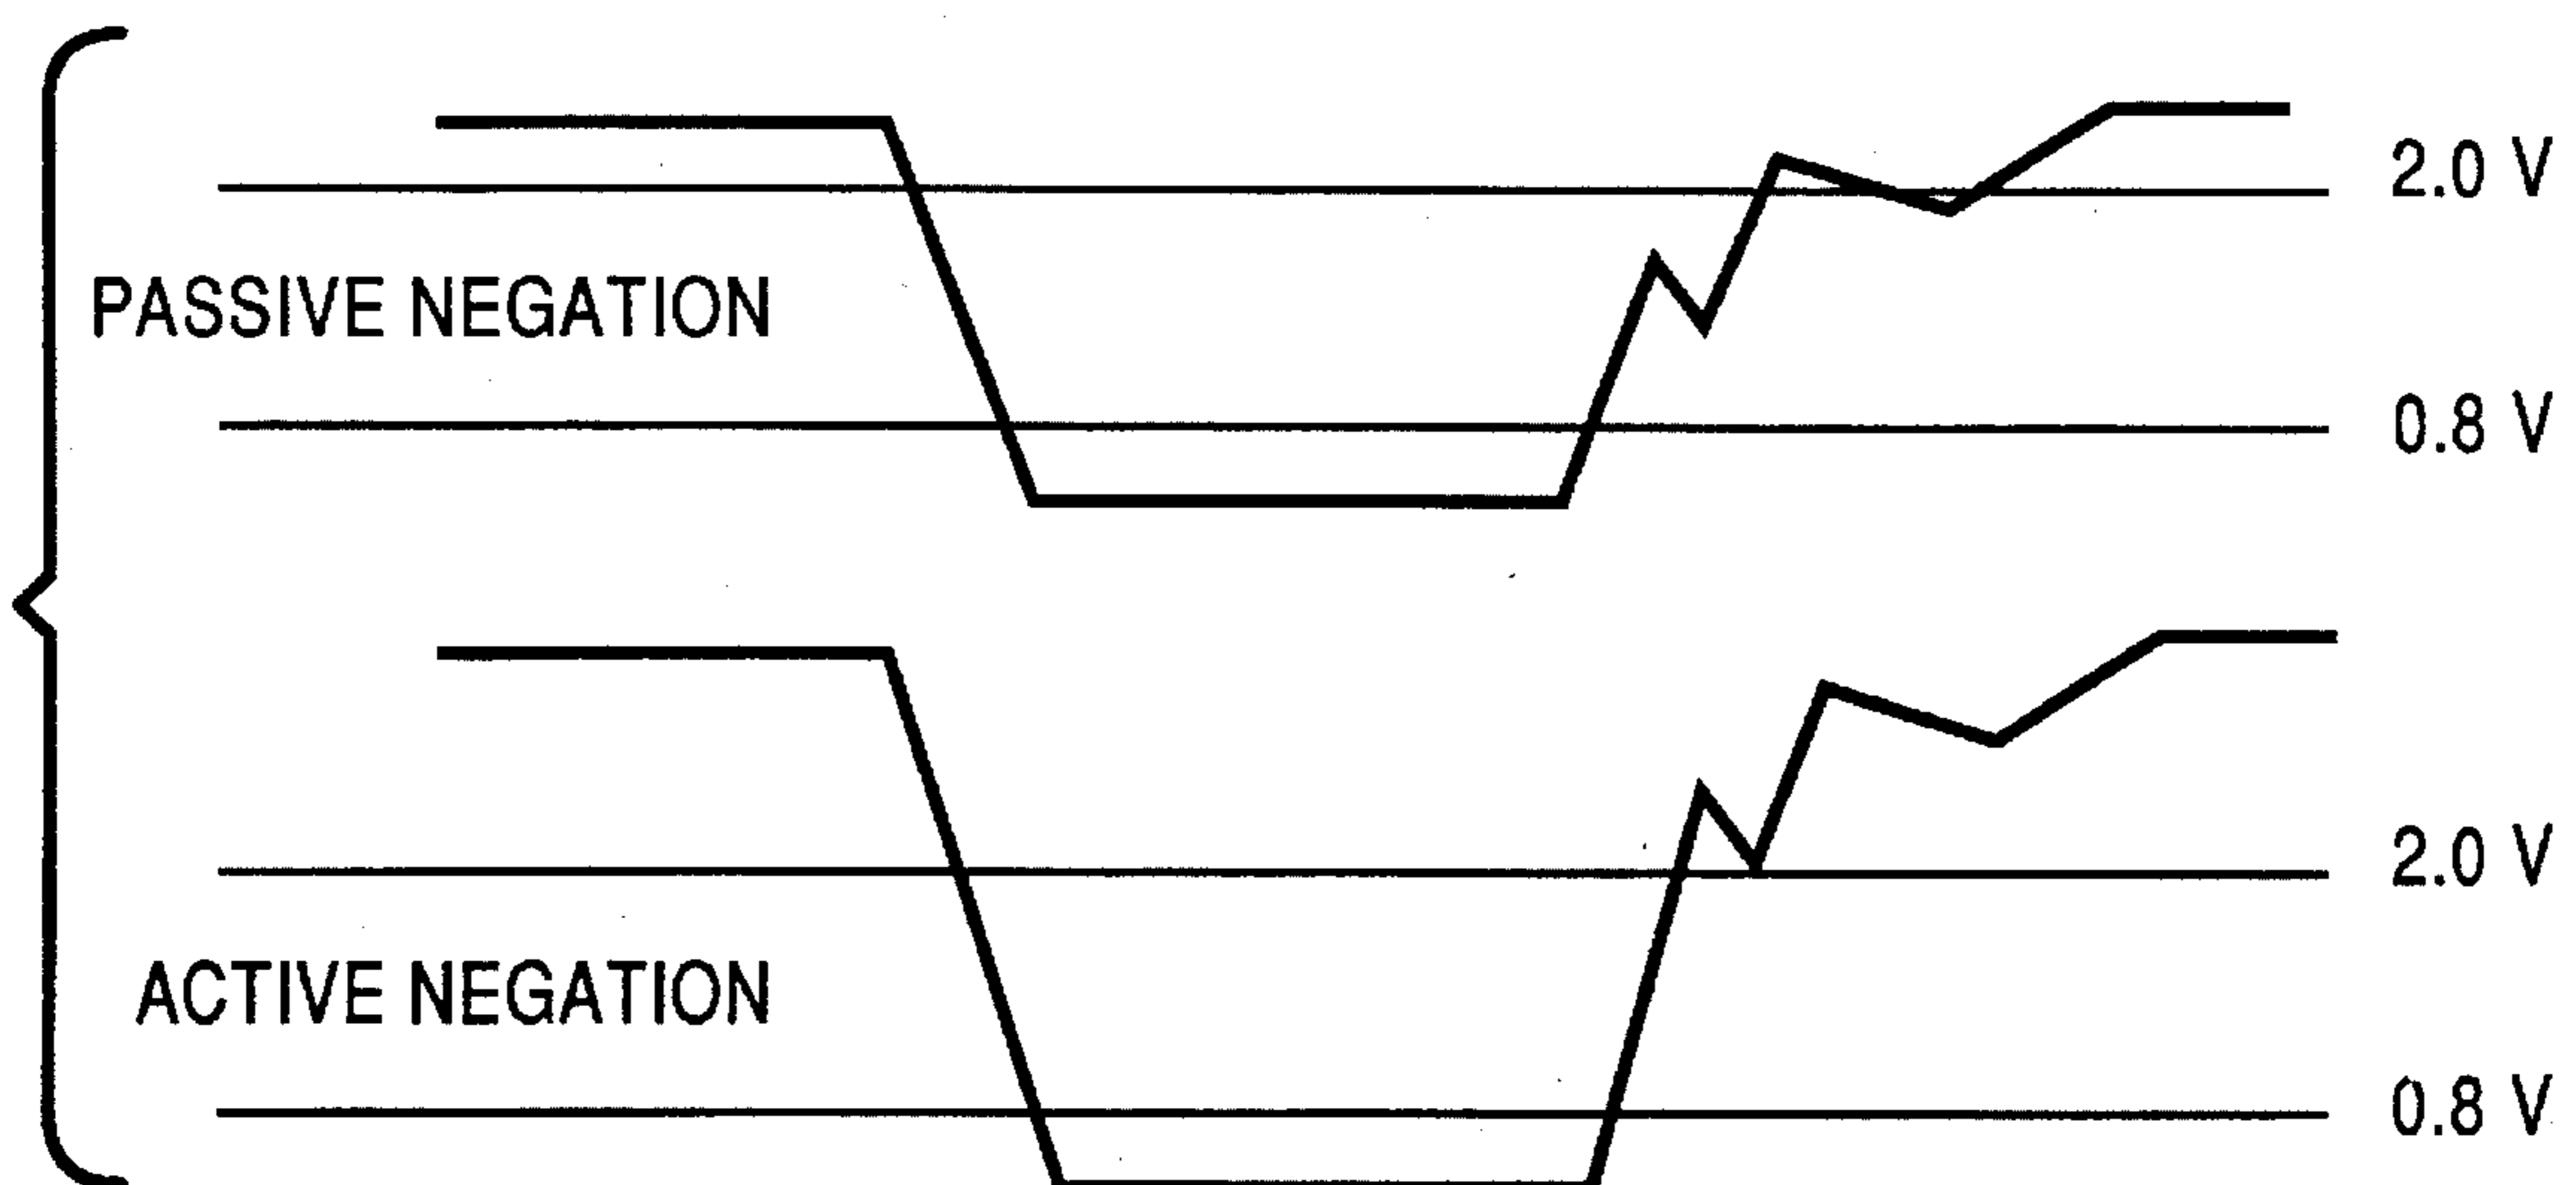 2.0 V
PASSIVE NEGATION
0.8 V
2.0 V
ACTIVE NEGATION
0.8 V